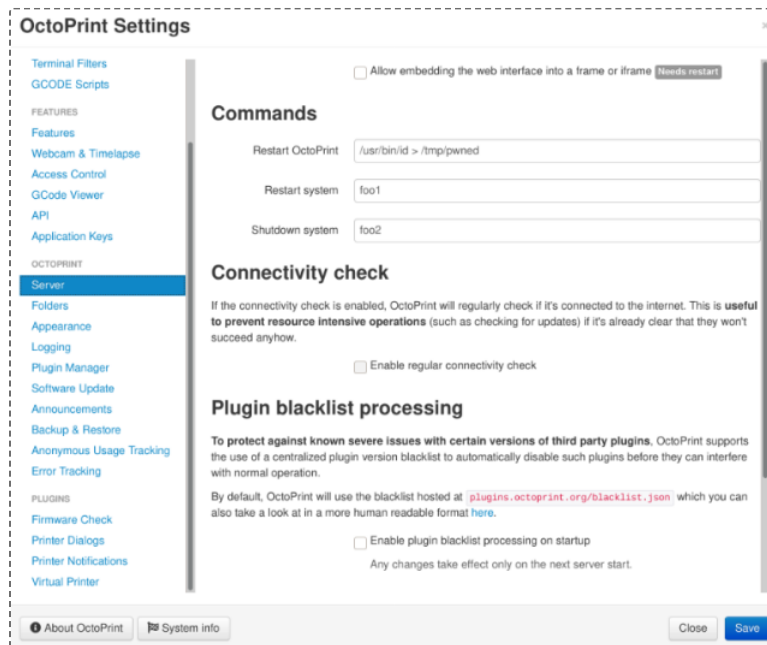 OctoPrint Settings
×
Terminal Filters
GCODE Scripts
FEATURES
Features
Webcam & Timelapse
Access Control
GCode Viewer
API
Application Keys
OCTOPRINT
Server
Folders
Appearance
Logging
Plugin Manager
Software Update
Announcements
Backup & Restore
Anonymous Usage Tracking
Error Tracking
PLUGINS
Firmware Check
Printer Dialogs
Printer Notifications
Virtual Printer
Allow embedding the web interface into a frame or iframe Needs restart
Commands
Restart OctoPrint /usr/bin/id > /tmp/pwned
Restart system foo1
Shutdown system foo2
Connectivity check
If the connectivity check is enabled, OctoPrint will regularly check if it's connected to the internet. This is useful
to prevent resource intensive operations (such as checking for updates) if it's already clear that they won't
succeed anyhow.
Enable regular connectivity check
Plugin blacklist processing
To protect against known severe issues with certain versions of third party plugins, OctoPrint supports
the use of a centralized plugin version blacklist to automatically disable such plugins before they can interfere
with normal operation.
By default, OctoPrint will use the blacklist hosted at plugins.octoprint.org/blacklist.json which you can
also take a look at in a more human readable format here.
Enable plugin blacklist processing on startup
Any changes take effect only on the next server start.
About OctoPrint System info Close Save